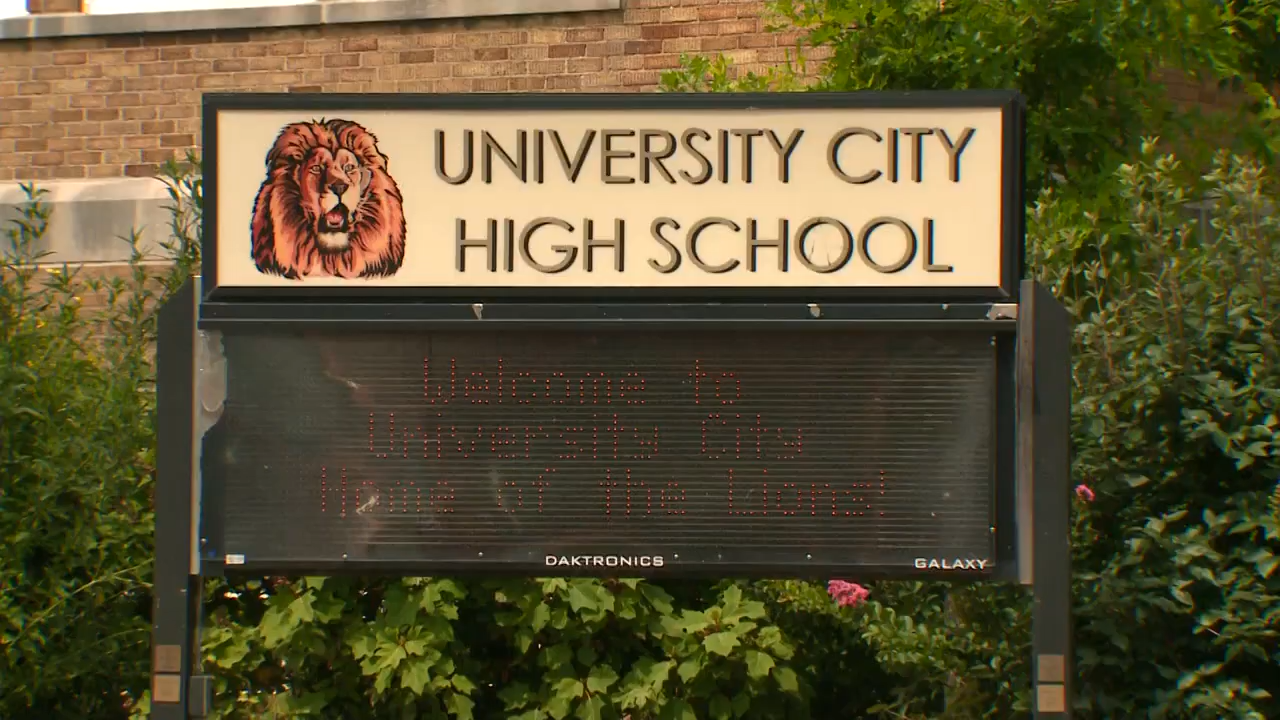 UNIVERSITY CITY
HIGH SCHOOL
Welcome to
University City
Home of the Lions!
DAKTRONICS
GALAXY